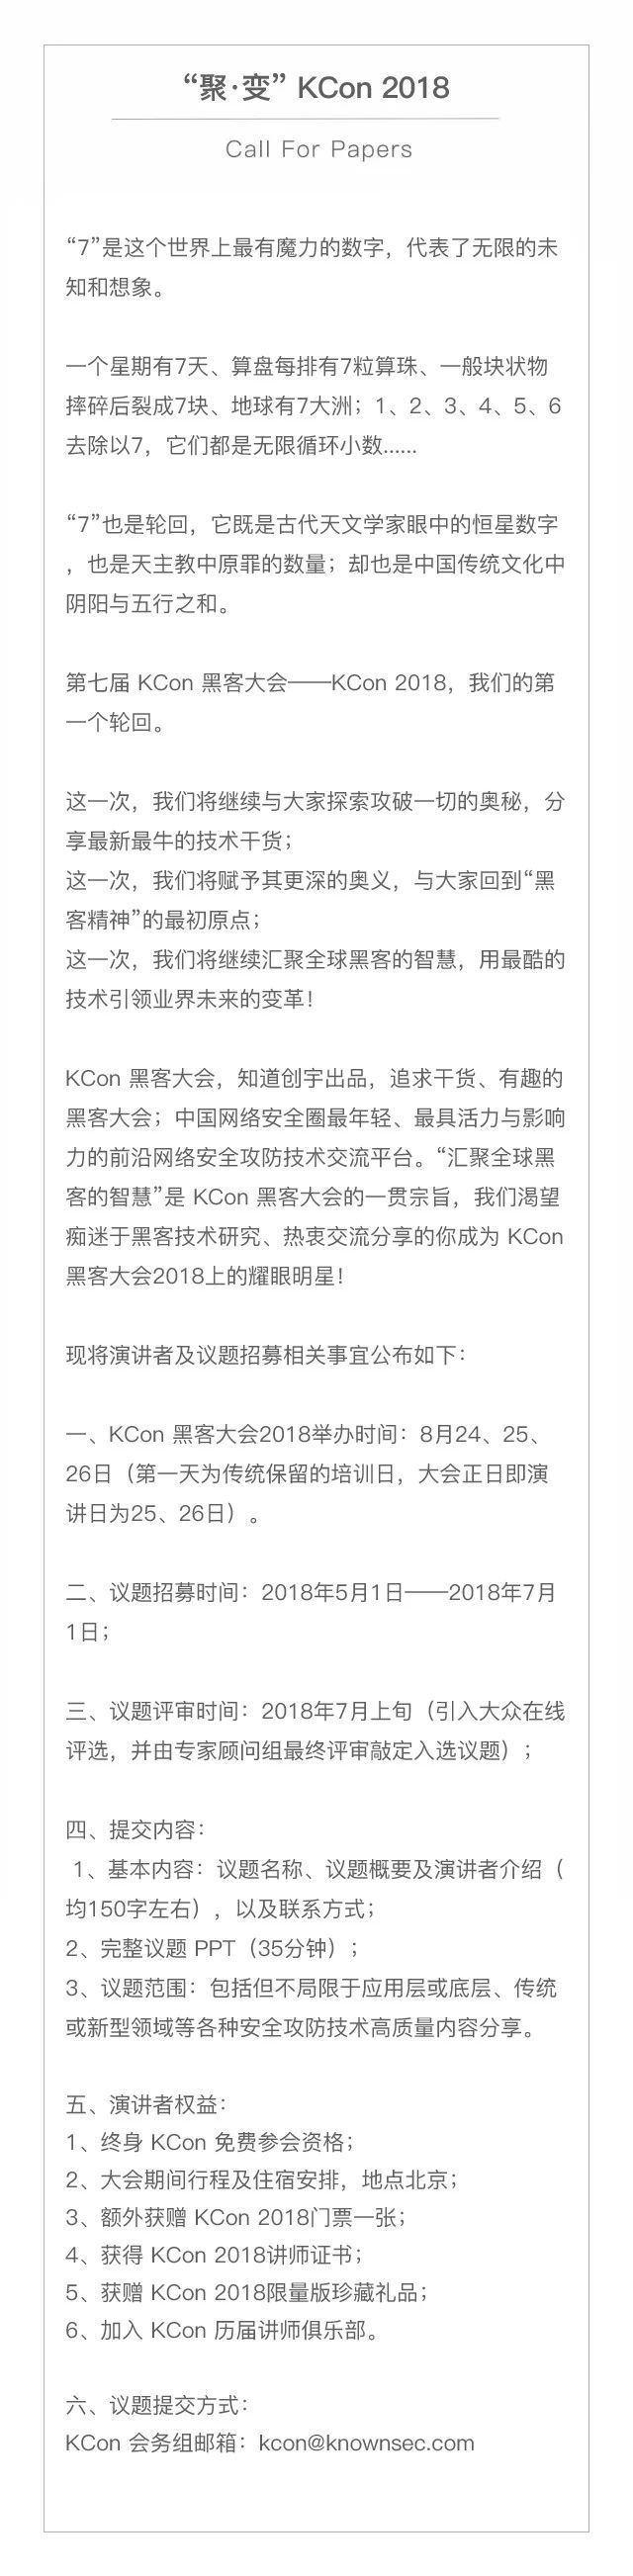 “聚·变” KCon 2018
Call For Papers
“7”是这个世界上最有魔力的数字，代表了无限的未
知和想象。
一个星期有7天、算盘每排有7粒算珠、一般块状物
摔碎后裂成7块、地球有7大洲；1、2、3、4、5、6
去除以7，它们都是无限循环小数......
“7”也是轮回，它既是古代天文学家眼中的恒星数字
，也是天主教中原罪的数量；却也是中国传统文化中
阴阳与五行之和。
第七届 KCon 黑客大会——KCon 2018，我们的第
一个轮回。
这一次，我们将继续与大家探索攻破一切的奥秘，分
享最新最牛的技术干货；
这一次，我们将赋予其更深的奥义，与大家回到“黑
客精神”的最初原点；
这一次，我们将继续汇聚全球黑客的智慧，用最酷的
技术引领业界未来的变革！
KCon 黑客大会，知道创宇出品，追求干货、有趣的
黑客大会；中国网络安全圈最年轻、最具活力与影响
力的前沿网络安全攻防技术交流平台。“汇聚全球黑
客的智慧”是 KCon 黑客大会的一贯宗旨，我们渴望
痴迷于黑客技术研究、热衷交流分享的你成为 KCon
黑客大会2018上的耀眼明星！
现将演讲者及议题招募相关事宜公布如下：
一、KCon 黑客大会2018举办时间：8月24、25、
26日（第一天为传统保留的培训日，大会正日即演
讲日为25、26日）。
二、议题招募时间：2018年5月1日——2018年7月
1日；
三、议题评审时间：2018年7月上旬（引入大众在线
评选，并由专家顾问组最终评审敲定入选议题）；
四、提交内容：
1、基本内容：议题名称、议题概要及演讲者介绍（
均150字左右），以及联系方式；
2、完整议题 PPT（35分钟）；
3、议题范围：包括但不局限于应用层或底层、传统
或新型领域等各种安全攻防技术高质量内容分享。
五、演讲者权益：
1、终身 KCon 免费参会资格；
2、大会期间行程及住宿安排，地点北京；
3、额外获赠 KCon 2018门票一张；
4、获得 KCon 2018讲师证书；
5、获赠 KCon 2018限量版珍藏礼品；
6、加入 KCon 历届讲师俱乐部。
六、议题提交方式：
KCon 会务组邮箱：kcon@knownsec.com